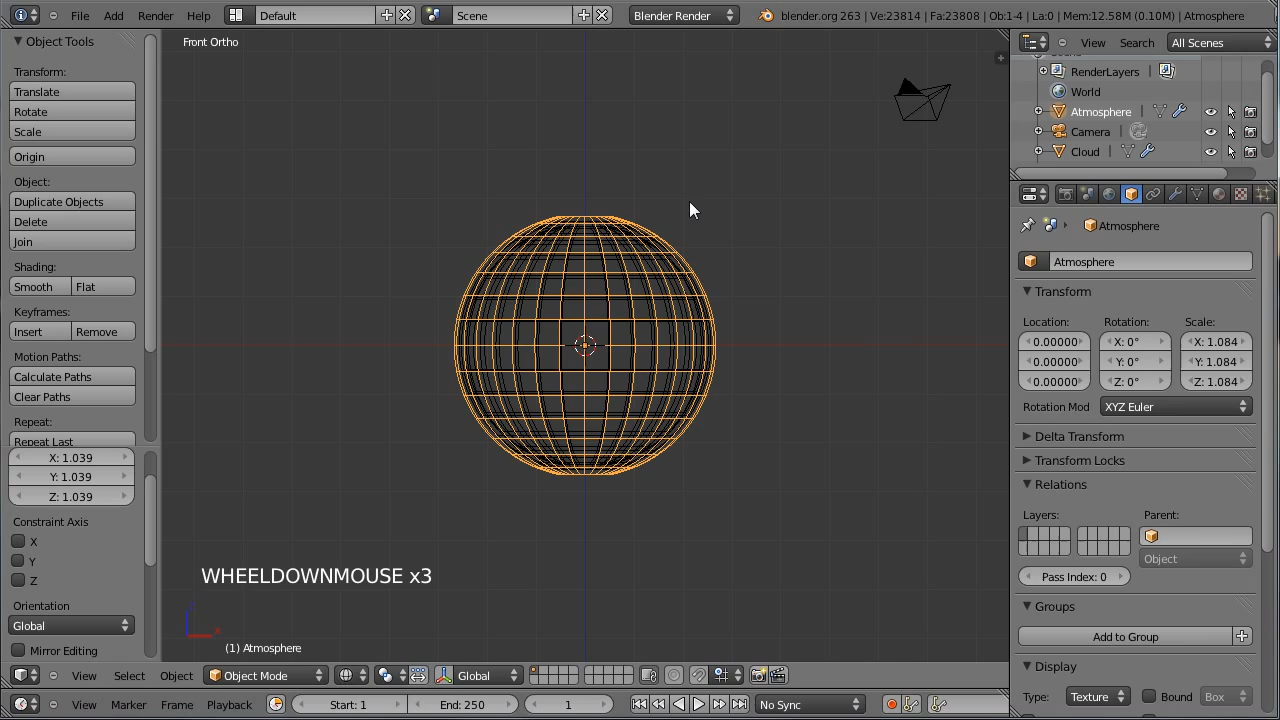 File Add Render Help Default Scene Blender Render blender.org 263 | Ve:23814 | Fa:23808 | Ob:1-4 | La:0 | Mem:12.58M (0.10M) | Atmosphere
Object Tools
Transform:
Translate
Rotate
Scale
Origin
Object:
Duplicate Objects
Delete
Join
Shading:
Smooth Flat
Keyframes:
Insert Remove
Motion Paths:
Calculate Paths
Clear Paths
Repeat:
Repeat Last
X: 1.039
Y: 1.039
Z: 1.039
Constraint Axis
X
Y
Z
Orientation
Global
Mirror Editing
Front Ortho
WHEELDOWNMOUSE x3
(1) Atmosphere
View Search All Scenes
RenderLayers
World
Atmosphere
Camera
Cloud
Atmosphere
Atmosphere
Transform
Location: Rotation: Scale:
0.00000 X: 0° X: 1.084
0.00000 Y: 0° Y: 1.084
0.00000 Z: 0° Z: 1.084
Rotation Mod XYZ Euler
Delta Transform
Transform Locks
Relations
Layers: Parent:
Object
Pass Index: 0
Groups
Add to Group
Display
Type: Texture Bound Box
View Select Object Object Mode Global
View Marker Frame Playback Start: 1 End: 250 1 No Sync